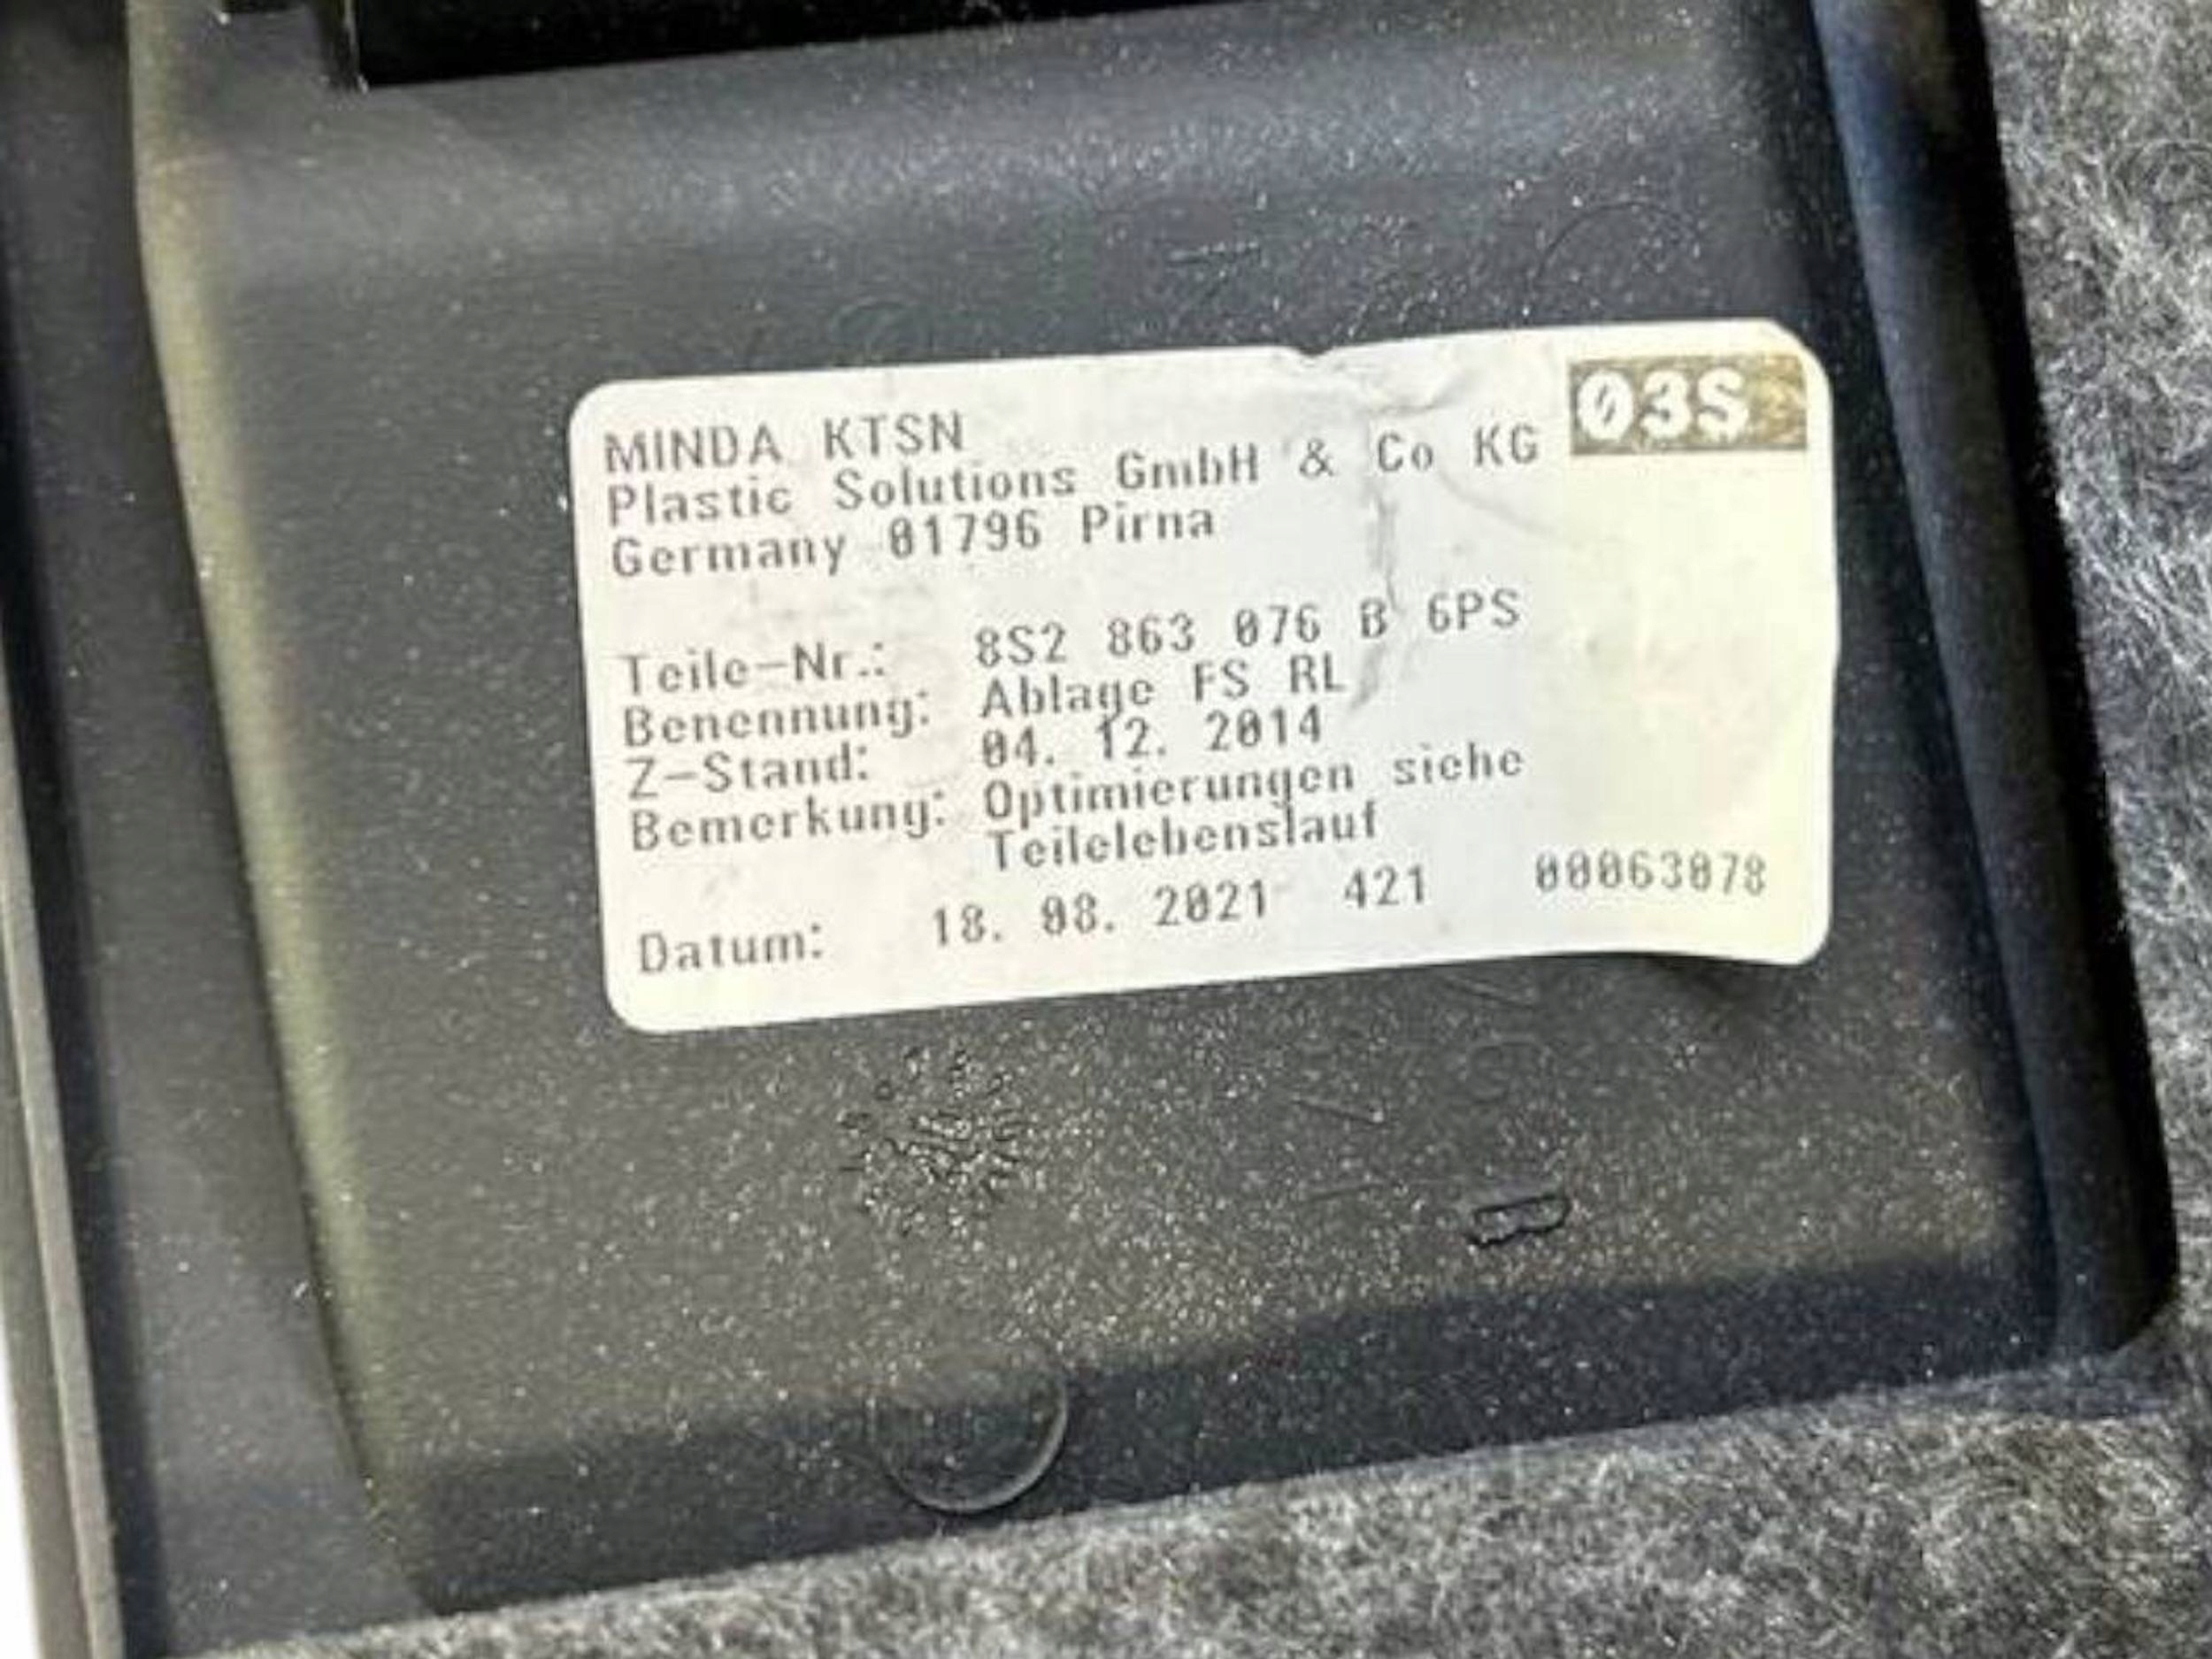 MINDA KTSN
03S
Plastic Solutions GmbH & Co KG
Germany 01796 Pirna
Teile-Nr.: 8S2 863 076 B 6PS
Benennung: Ablage FS RL
Z-Stand: 04. 12. 2014
Bemerkung: Optimierungen siehe
Teilelebenslauf
Datum: 18. 08. 2021 421 00063078
B